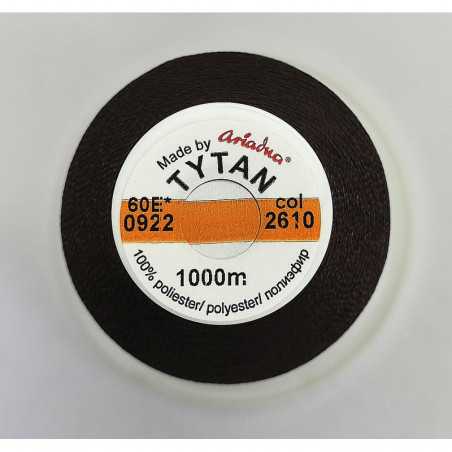 Made by Ariadna®
TYTAN
60E* col
0922 2610
1000m
100% poliester/ polyester/ полиэфир